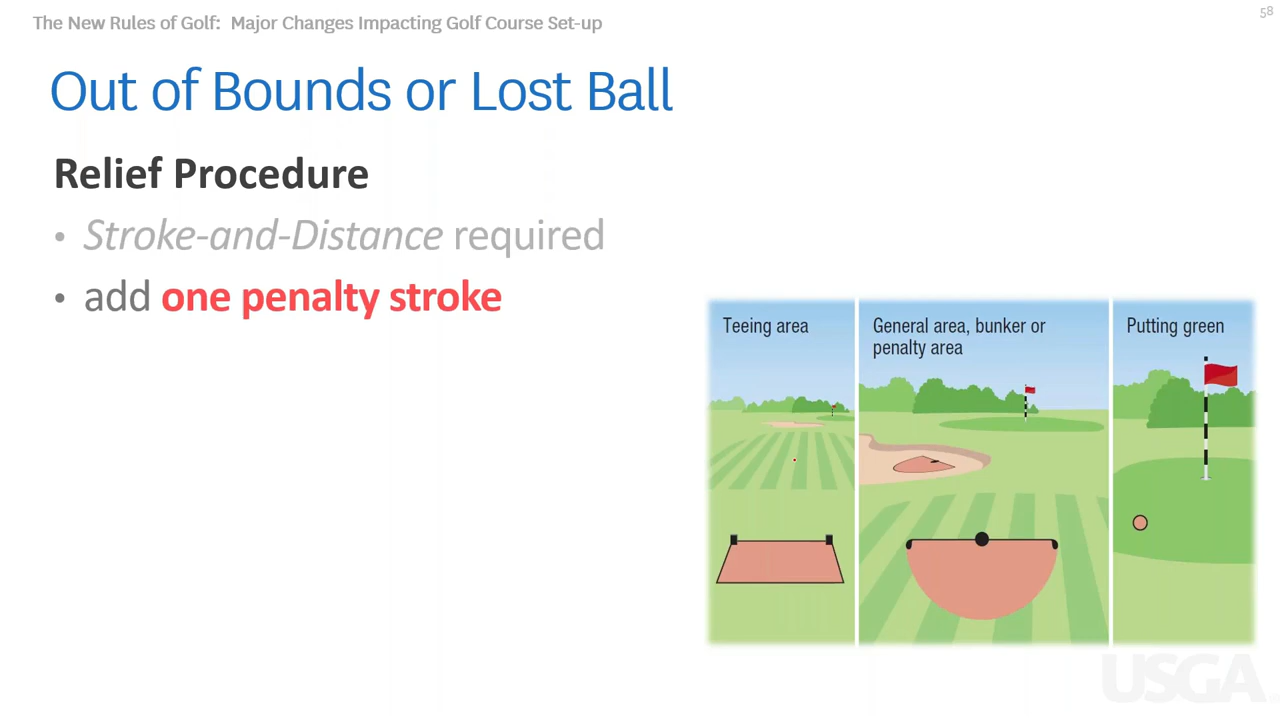 The New Rules of Golf: Major Changes Impacting Golf Course Set-up
58
Out of Bounds or Lost Ball
Relief Procedure
• Stroke-and-Distance required
• add one penalty stroke
Teeing area
General area, bunker or
penalty area
Putting green
USGA